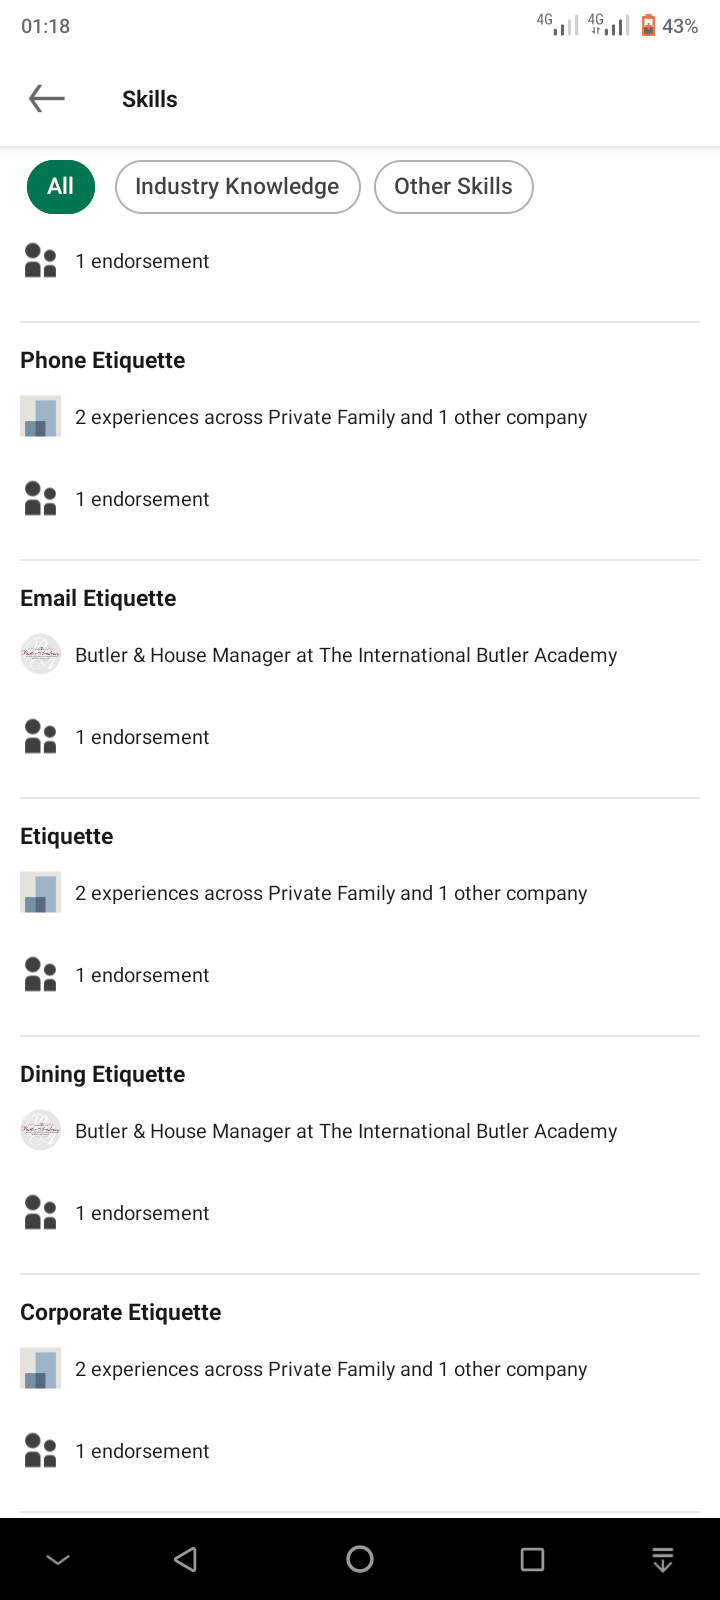 01:18
4G 4G 43%
Skills
All Industry Knowledge Other Skills
1 endorsement
Phone Etiquette
2 experiences across Private Family and 1 other company
1 endorsement
Email Etiquette
Butler & House Manager at The International Butler Academy
1 endorsement
Etiquette
2 experiences across Private Family and 1 other company
1 endorsement
Dining Etiquette
Butler & House Manager at The International Butler Academy
1 endorsement
Corporate Etiquette
2 experiences across Private Family and 1 other company
1 endorsement